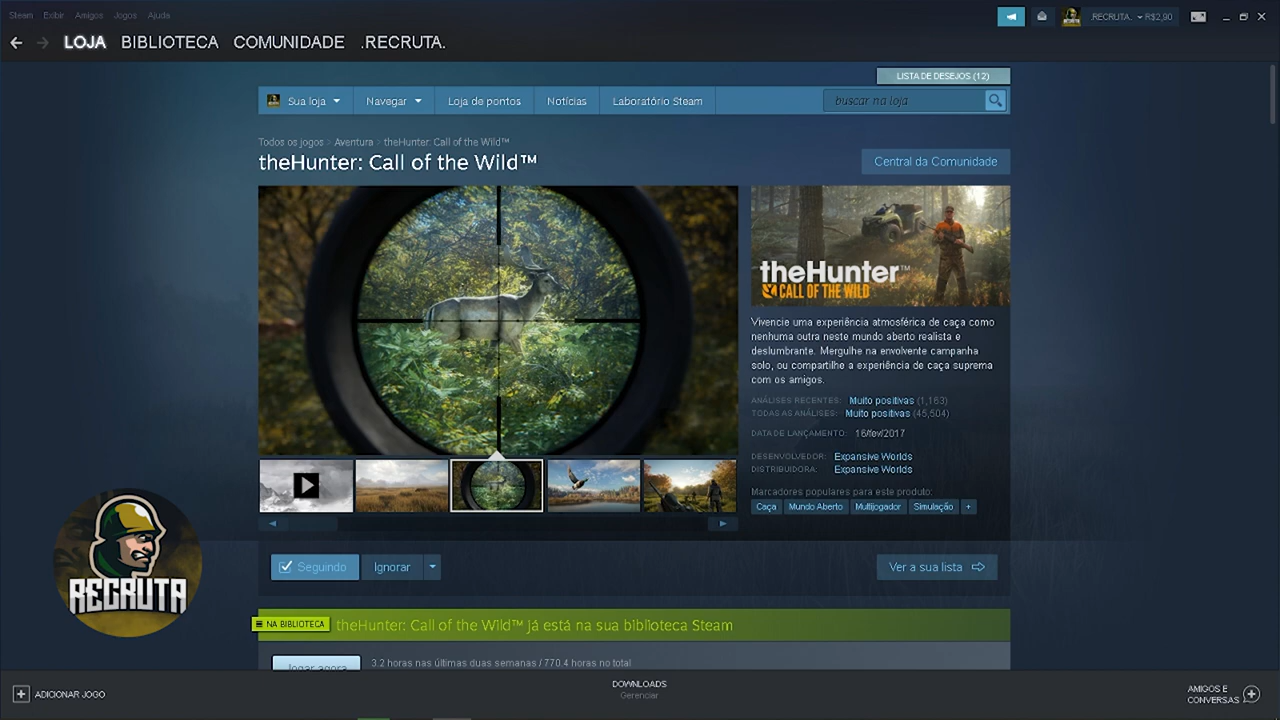 Steam Exibir Amigos Jogos Ajuda
.RECRUTA. R$2,90
LOJA BIBLIOTECA COMUNIDADE .RECRUTA.
LISTA DE DESEJOS (12)
Sua loja Navegar Loja de pontos Notícias Laboratório Steam buscar na loja
Todos os jogos > Aventura > theHunter: Call of the Wild™
theHunter: Call of the Wild™
Central da Comunidade
theHunter™
CALL OF THE WILD
Vivencie uma experiência atmosférica de caça como
nenhuma outra neste mundo aberto realista e
deslumbrante. Mergulhe na envolvente campanha
solo, ou compartilhe a experiência de caça suprema
com os amigos.
ANÁLISES RECENTES: Muito positivas (1,163)
TODAS AS ANÁLISES: Muito positivas (45,504)
DATA DE LANÇAMENTO: 16/fev/2017
DESENVOLVEDOR: Expansive Worlds
DISTRIBUIDORA: Expansive Worlds
Marcadores populares para este produto:
Caça Mundo Aberto Multijogador Simulação +
Seguindo Ignorar Ver a sua lista
RECRUTA
NA BIBLIOTECA theHunter: Call of the Wild™ já está na sua biblioteca Steam
Jogar agora 3.2 horas nas últimas duas semanas / 770.4 horas no total
ADICIONAR JOGO
DOWNLOADS
Gerenciar
AMIGOS E
CONVERSAS